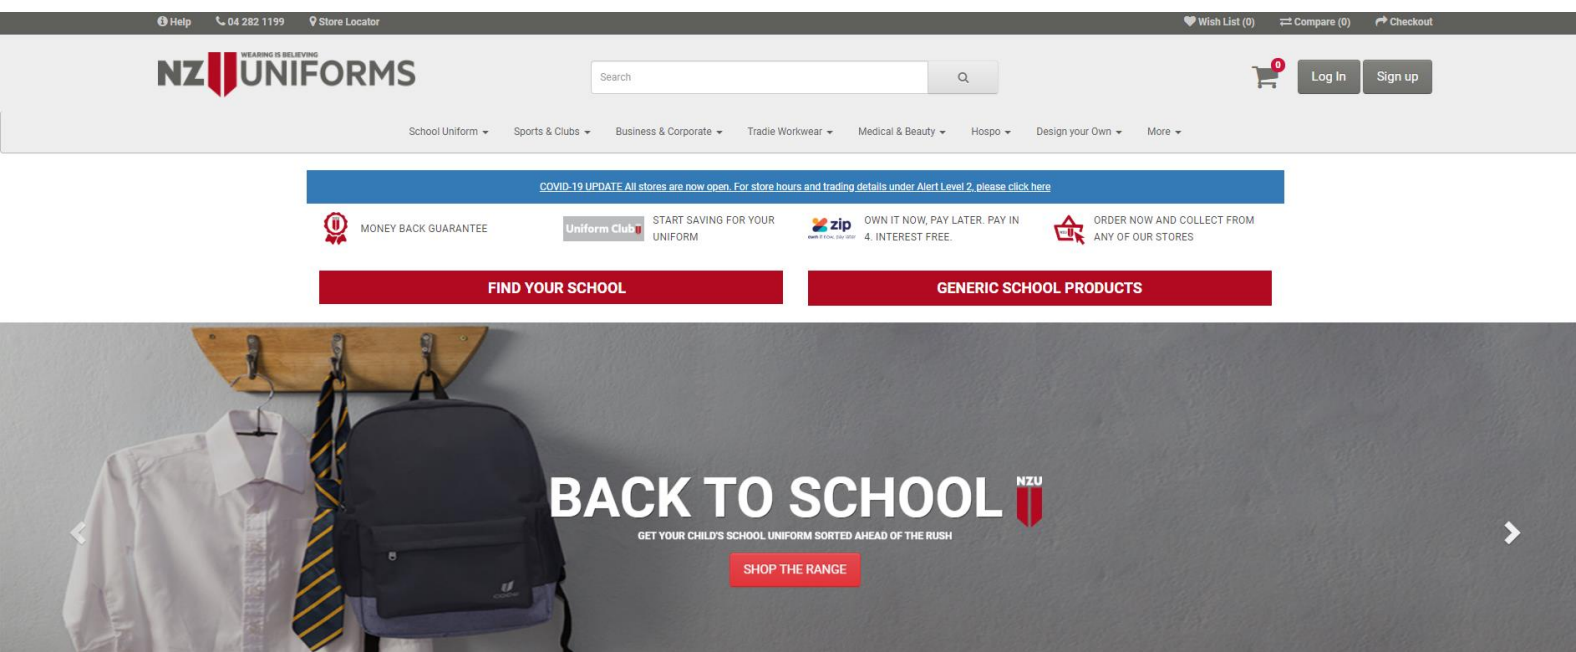 Help
04 282 1199
Store Locator
Wish List (0)
Compare (0)
Checkout
WEARING IS BELIEVING
NZ UNIFORMS
Search
0
Log In
Sign up
School Uniform
Sports & Clubs
Business & Corporate
Tradie Workwear
Medical & Beauty
Hospo
Design your Own
More
COVID-19 UPDATE All stores are now open. For store hours and trading details under Alert Level 2, please click here
MONEY BACK GUARANTEE
Uniform Club
START SAVING FOR YOUR
UNIFORM
zip
OWN IT NOW, PAY LATER. PAY IN
4. INTEREST FREE.
ORDER NOW AND COLLECT FROM
ANY OF OUR STORES
FIND YOUR SCHOOL
GENERIC SCHOOL PRODUCTS
BACK TO SCHOOL
NZU
GET YOUR CHILD'S SCHOOL UNIFORM SORTED AHEAD OF THE RUSH
SHOP THE RANGE